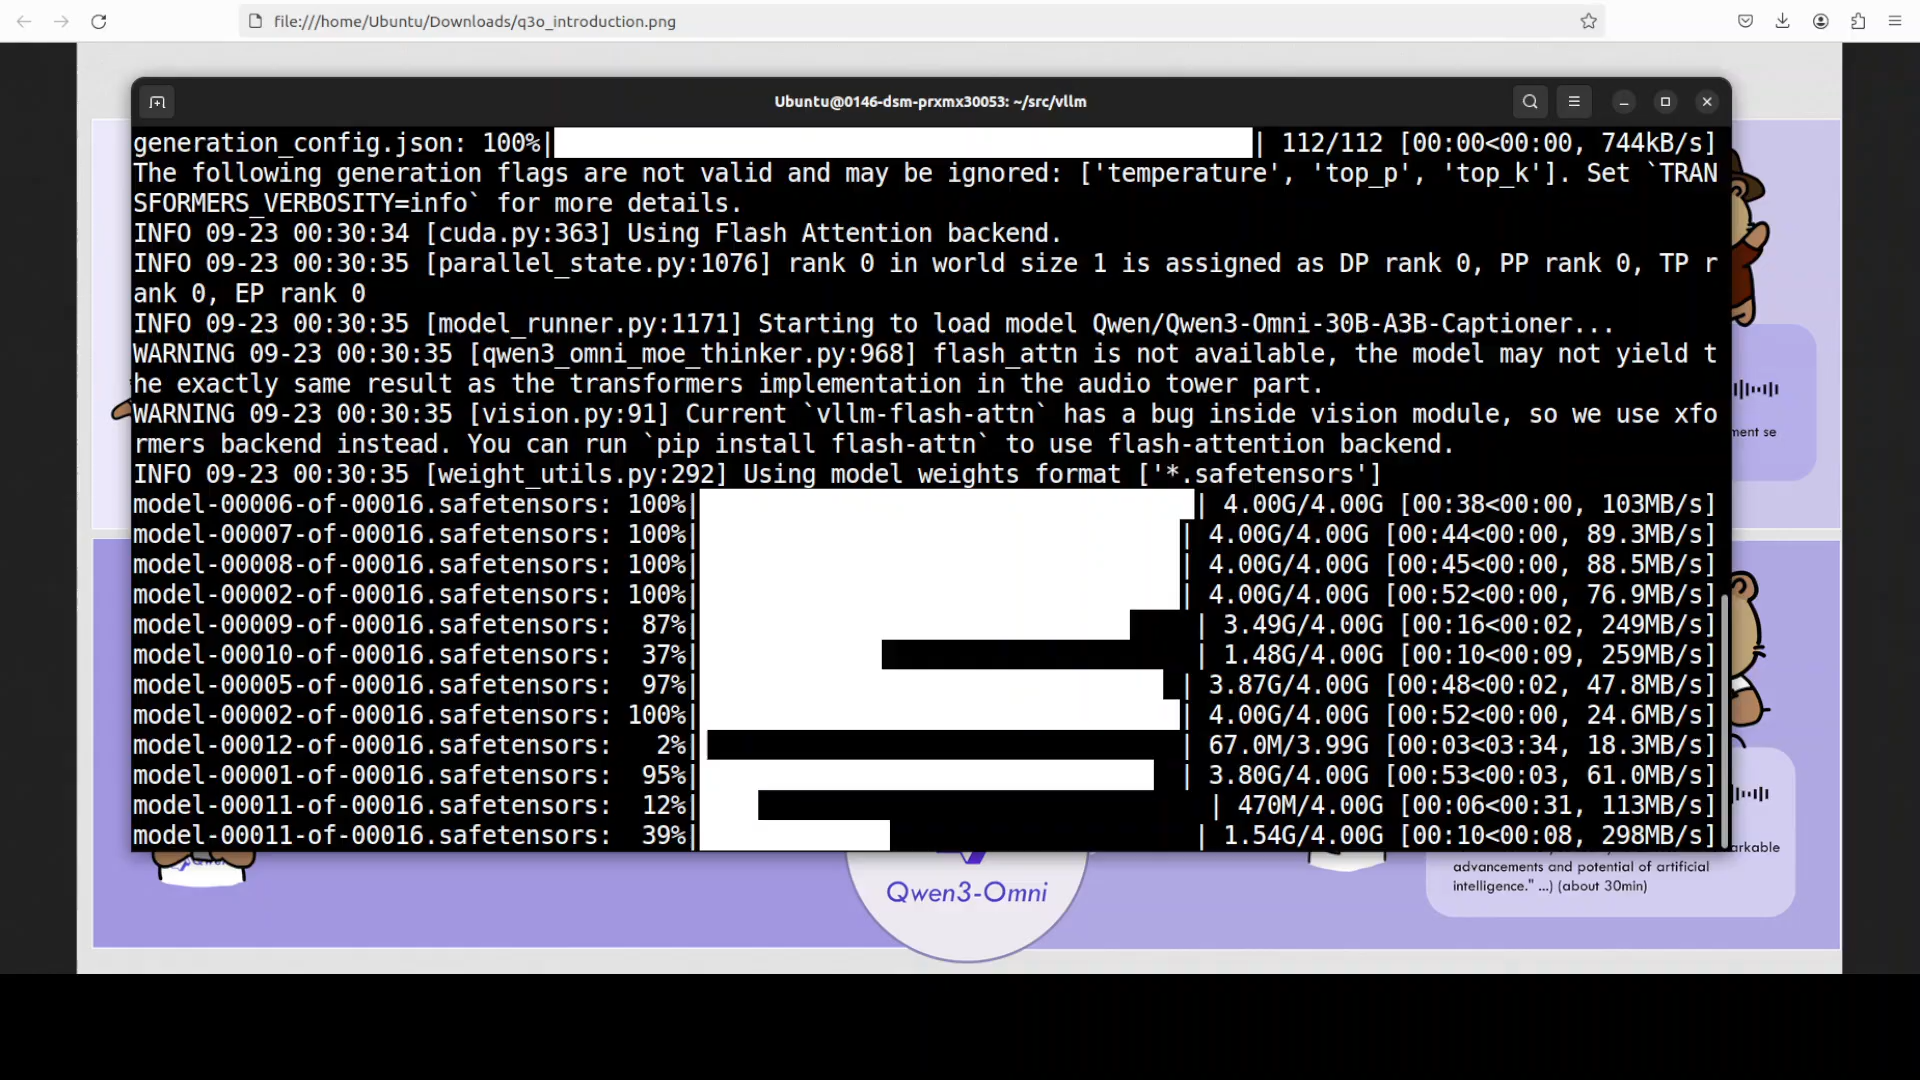 file:///home/Ubuntu/Downloads/q3o_introduction.png
Ubuntu@0146-dsm-prxmx30053: ~/src/vllm
generation_config.json: 100%| | 112/112 [00:00<00:00, 744kB/s]
The following generation flags are not valid and may be ignored: ['temperature', 'top_p', 'top_k']. Set `TRAN
SFORMERS_VERBOSITY=info` for more details.
INFO 09-23 00:30:34 [cuda.py:363] Using Flash Attention backend.
INFO 09-23 00:30:35 [parallel_state.py:1076] rank 0 in world size 1 is assigned as DP rank 0, PP rank 0, TP r
ank 0, EP rank 0
INFO 09-23 00:30:35 [model_runner.py:1171] Starting to load model Qwen/Qwen3-Omni-30B-A3B-Captioner...
WARNING 09-23 00:30:35 [qwen3_omni_moe_thinker.py:968] flash_attn is not available, the model may not yield t
he exactly same result as the transformers implementation in the audio tower part.
WARNING 09-23 00:30:35 [vision.py:91] Current `vllm-flash-attn` has a bug inside vision module, so we use xfo
rmers backend instead. You can run `pip install flash-attn` to use flash-attention backend.
INFO 09-23 00:30:35 [weight_utils.py:292] Using model weights format ['*.safetensors']
model-00006-of-00016.safetensors: 100%| | 4.00G/4.00G [00:38<00:00, 103MB/s]
model-00007-of-00016.safetensors: 100%| | 4.00G/4.00G [00:44<00:00, 89.3MB/s]
model-00008-of-00016.safetensors: 100%| | 4.00G/4.00G [00:45<00:00, 88.5MB/s]
model-00002-of-00016.safetensors: 100%| | 4.00G/4.00G [00:52<00:00, 76.9MB/s]
model-00009-of-00016.safetensors: 87%| | 3.49G/4.00G [00:16<00:02, 249MB/s]
model-00010-of-00016.safetensors: 37%| | 1.48G/4.00G [00:10<00:09, 259MB/s]
model-00005-of-00016.safetensors: 97%| | 3.87G/4.00G [00:48<00:02, 47.8MB/s]
model-00002-of-00016.safetensors: 100%| | 4.00G/4.00G [00:52<00:00, 24.6MB/s]
model-00012-of-00016.safetensors: 2%| | 67.0M/3.99G [00:03<03:34, 18.3MB/s]
model-00001-of-00016.safetensors: 95%| | 3.80G/4.00G [00:53<00:03, 61.0MB/s]
model-00011-of-00016.safetensors: 12%| | 470M/4.00G [00:06<00:31, 113MB/s]
model-00011-of-00016.safetensors: 39%| | 1.54G/4.00G [00:10<00:08, 298MB/s]
ment se
arkable
advancements and potential of artificial
intelligence." ...) (about 30min)
Qwen3-Omni